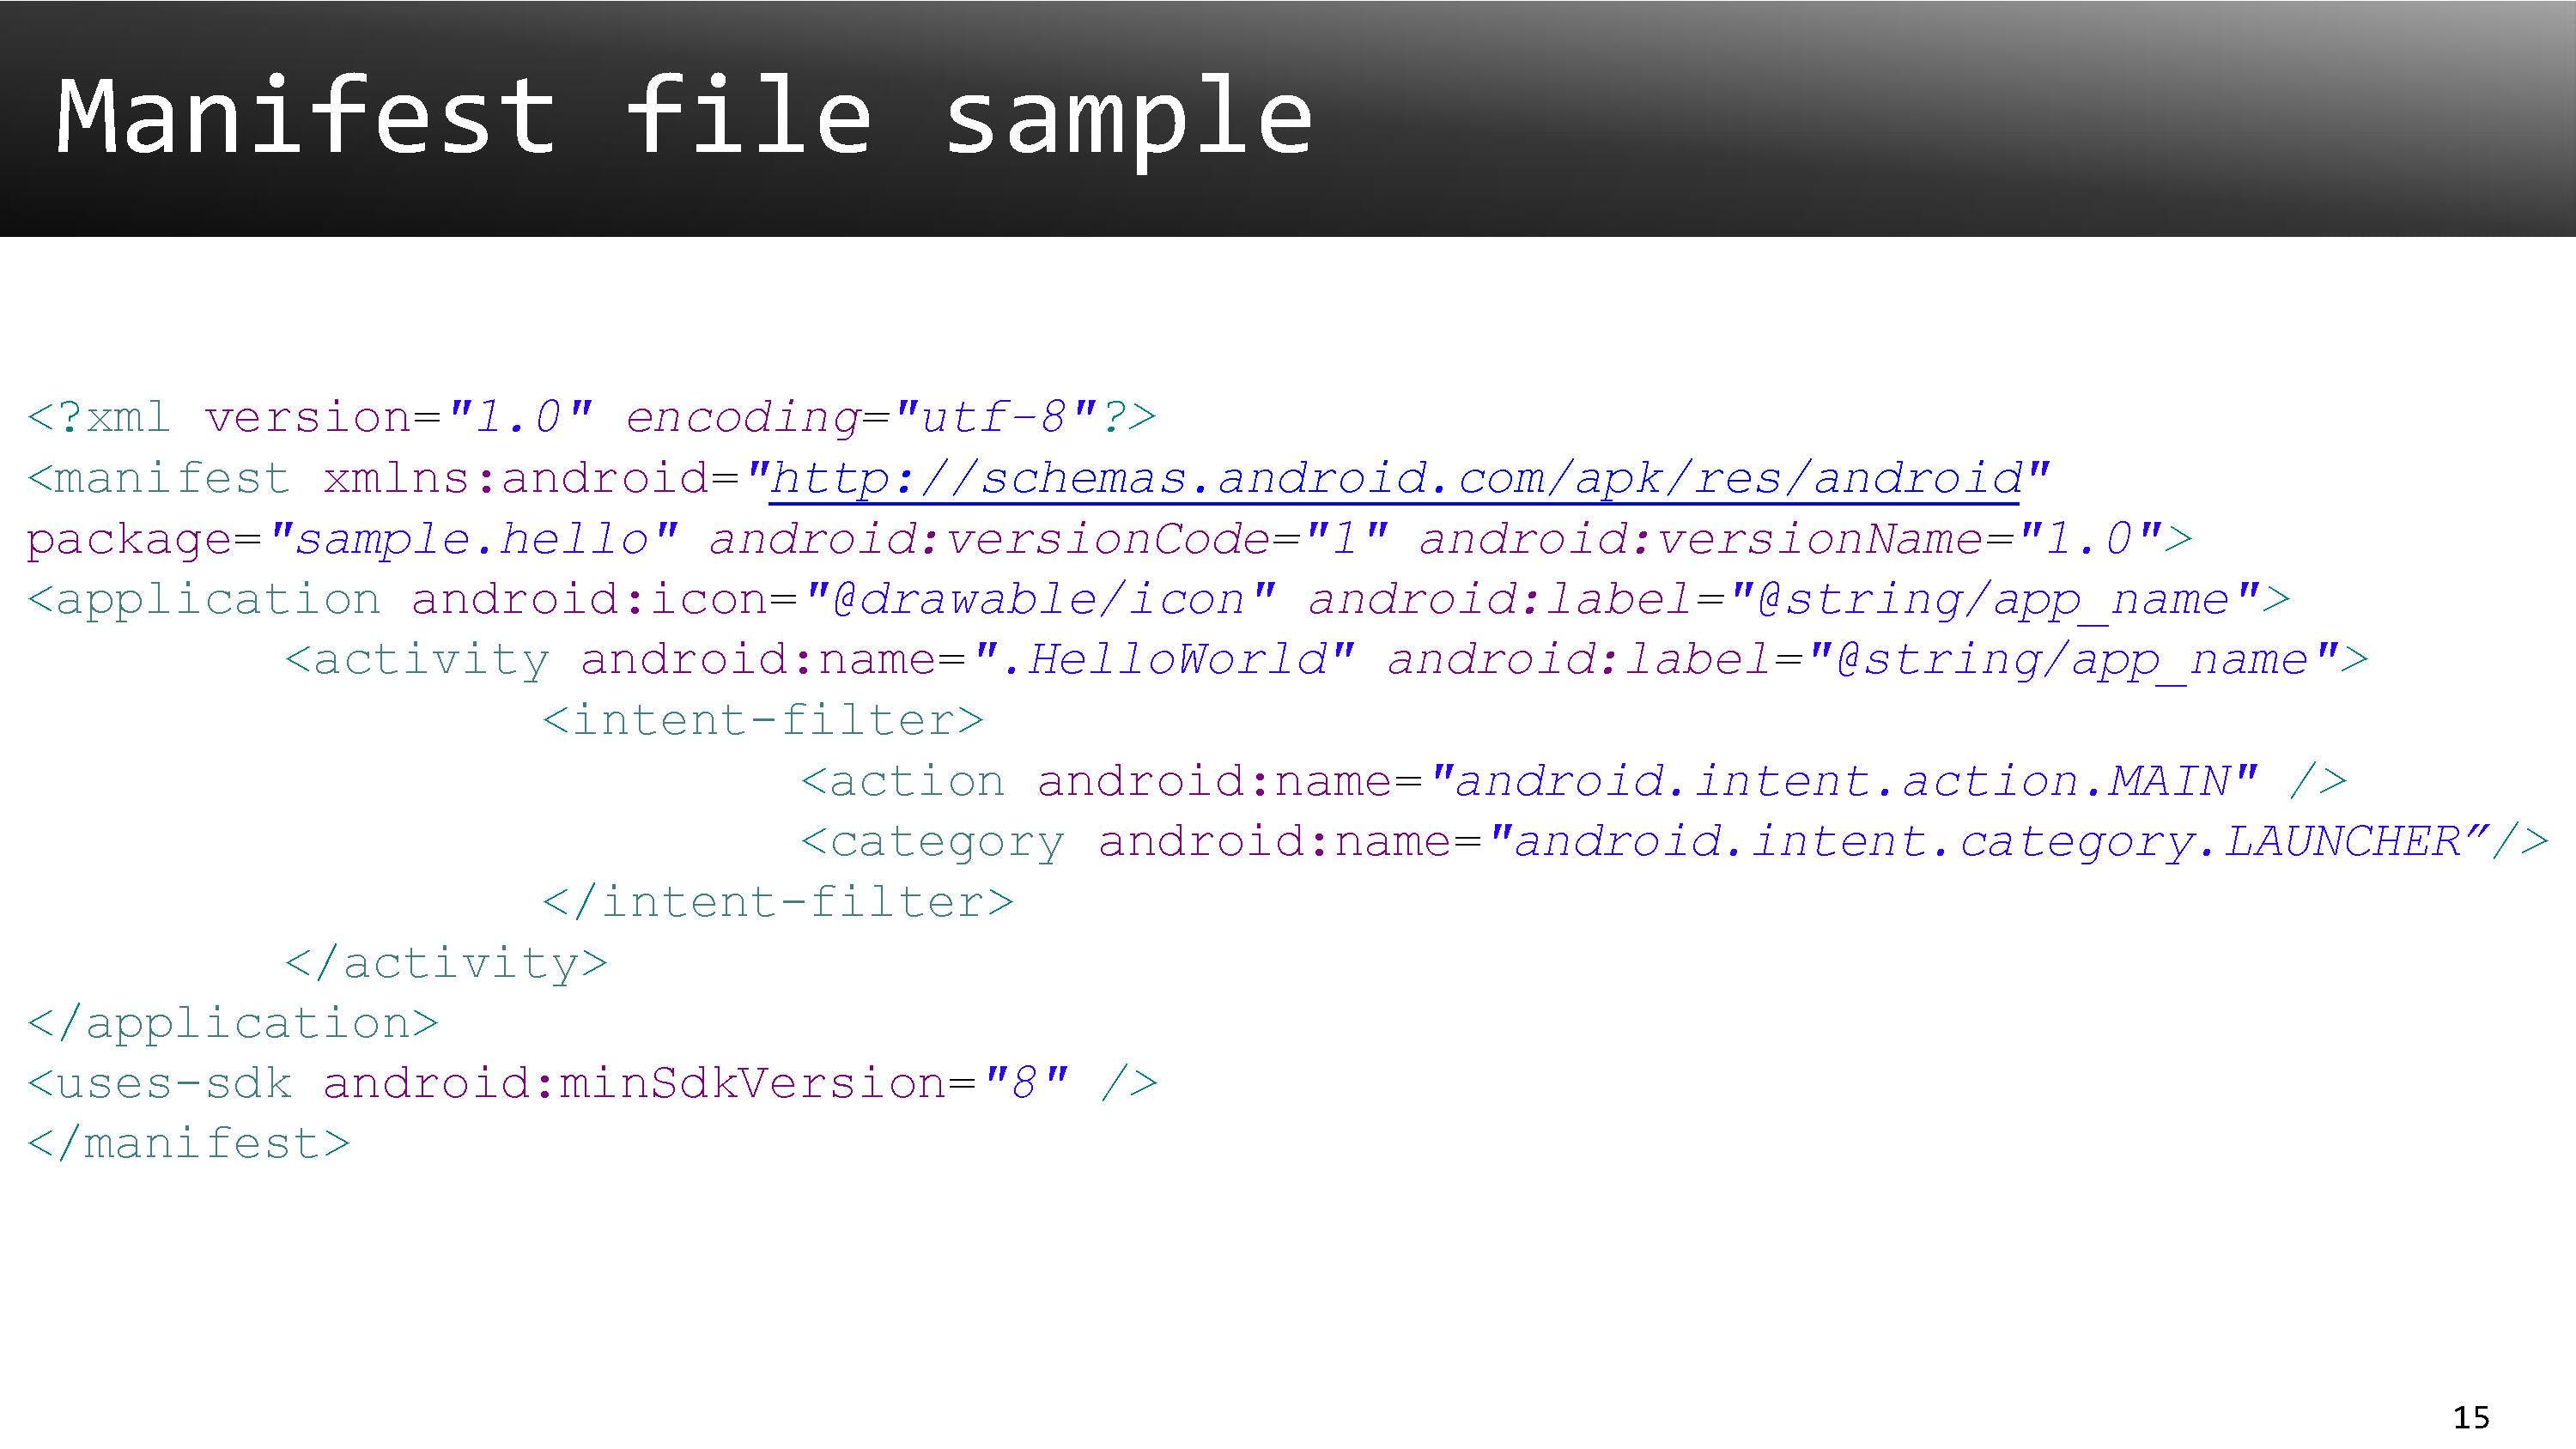 Manifest file sample
<?xml version="1.0" encoding="utf-8"?>
<manifest xmlns:android="http://schemas.android.com/apk/res/android"
package="sample.hello" android:versionCode="1" android:versionName="1.0">
<application android:icon="@drawable/icon" android:label="@string/app_name">
<activity android:name=".HelloWorld" android:label="@string/app_name">
<intent-filter>
<action android:name="android.intent.action.MAIN" />
<category android:name="android.intent.category.LAUNCHER”/>
</intent-filter>
</activity>
</application>
<uses-sdk android:minSdkVersion="8" />
</manifest>
15